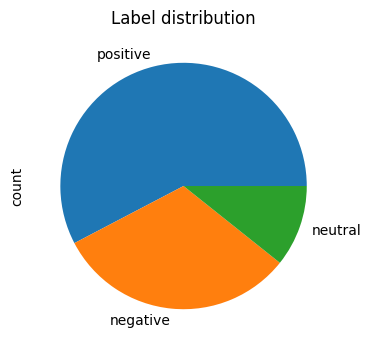 Label distribution
positive
count
neutral
negative